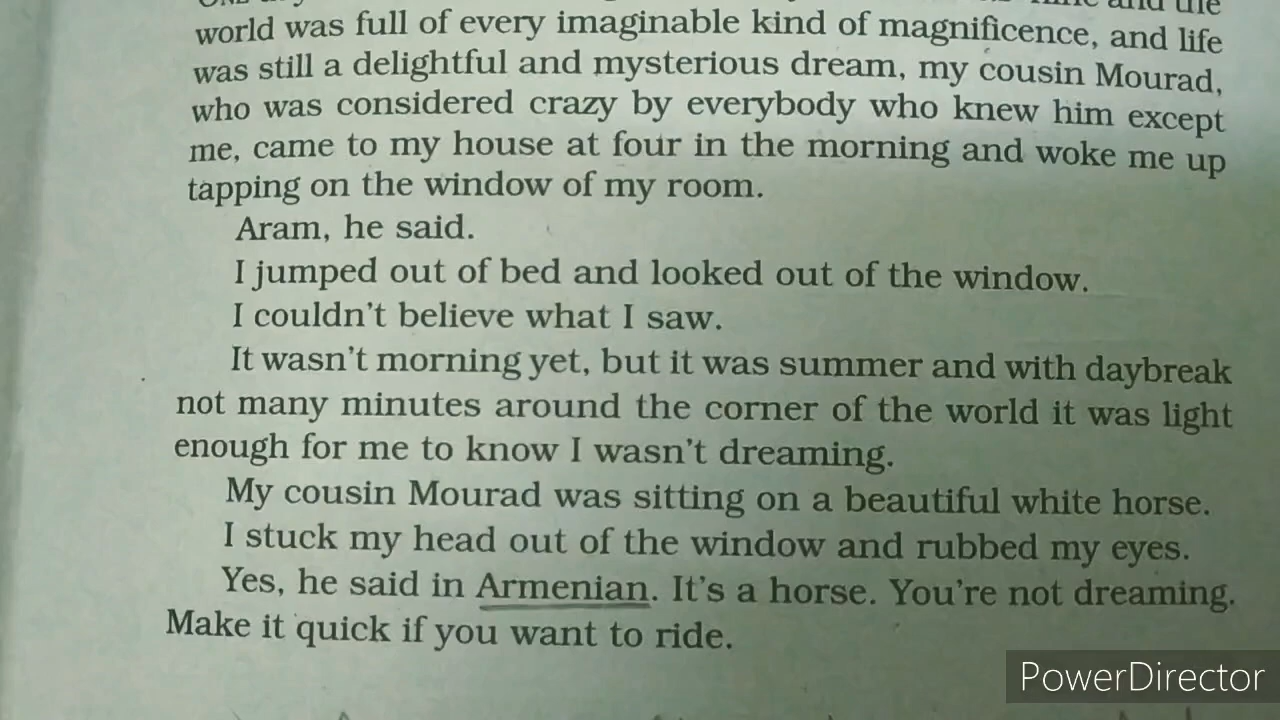 and the
world was full of every imaginable kind of magnificence, and life
was still a delightful and mysterious dream, my cousin Mourad,
who was considered crazy by everybody who knew him except
me, came to my house at four in the morning and woke me up
tapping on the window of my room.
Aram, he said.
I jumped out of bed and looked out of the window.
I couldn't believe what I saw.
It wasn't morning yet, but it was summer and with daybreak
not many minutes around the corner of the world it was light
enough for me to know I wasn't dreaming.
My cousin Mourad was sitting on a beautiful white horse.
I stuck my head out of the window and rubbed my eyes.
Yes, he said in Armenian. It's a horse. You're not dreaming.
Make it quick if you want to ride.
PowerDirector